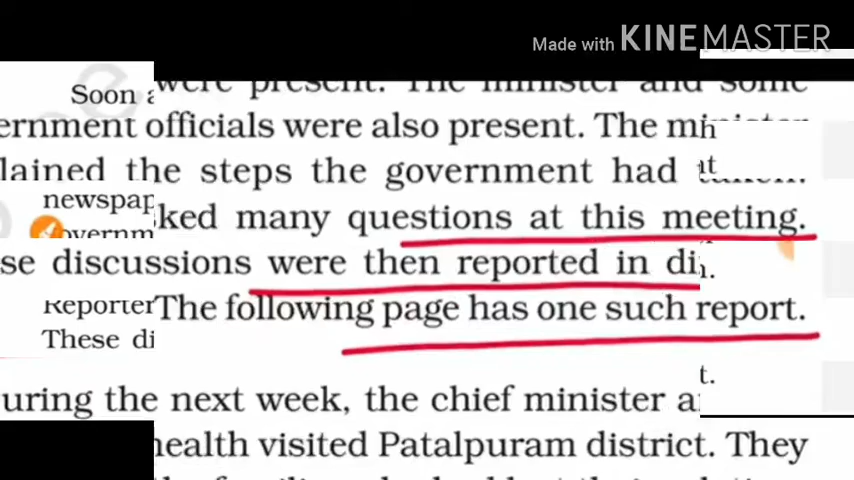 Made with KINEMASTER
Soon
were present. The minister and some
ernment officials were also present. The
lained the steps the government had
newspap
ked many questions at this meeting.
governm
se discussions were then reported in di
Reporter
The following page has one such report.
These di
uring the next week, the chief minister a
health visited Patalpuram district. They